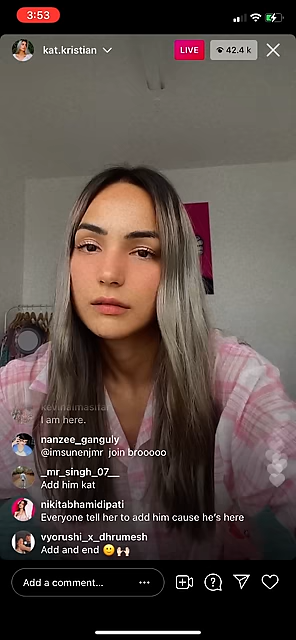 3:53
kat.kristian
LIVE
42.4 k
I am here.
nanzee_ganguly
@imsunenjmr join brooooo
_mr_singh_07__
Add him kat
nikitabhamidipati
Everyone tell her to add him cause he's here
vyorushi_x_dhrumesh
Add and end 🙂🙌🏻
Add a comment...